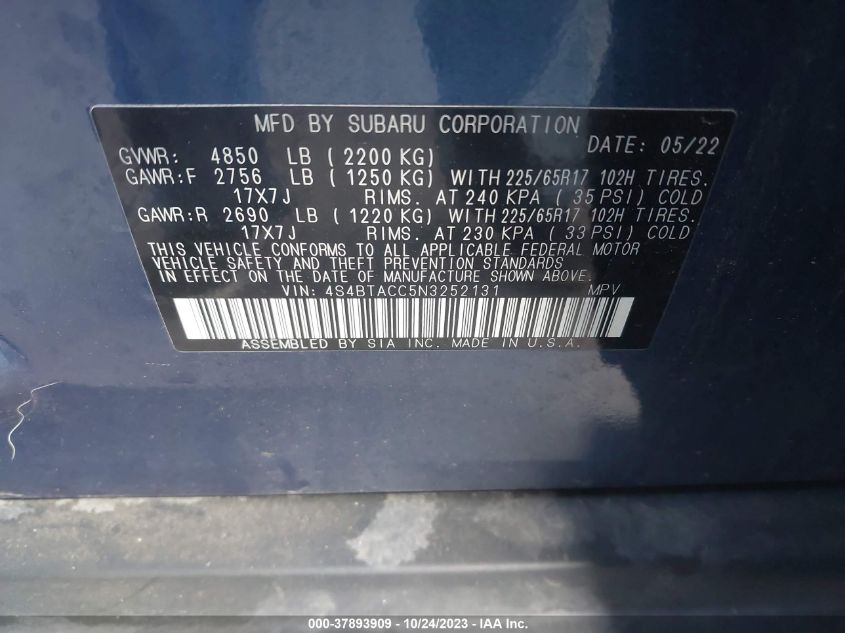 MFD BY SUBARU CORPORATION
DATE: 05/22
GVWR: 4850 LB ( 2200 KG)
GAWR:F 2756 LB ( 1250 KG) WITH 225/65R17 102H TIRES.
17X7J RIMS. AT 240 KPA ( 35 PSI) COLD
GAWR:R 2690 LB ( 1220 KG) WITH 225/65R17 102H TIRES.
17X7J RIMS. AT 230 KPA ( 33 PSI) COLD
THIS VEHICLE CONFORMS TO ALL APPLICABLE FEDERAL MOTOR
VEHICLE SAFETY AND THEFT PREVENTION STANDARDS
IN EFFECT ON THE DATE OF MANUFACTURE SHOWN ABOVE.
VIN: 4S4BTACC5N3252131 MPV
ASSEMBLED BY SIA INC. MADE IN U.S.A.
000-37893909 - 10/24/2023 - IAA Inc.